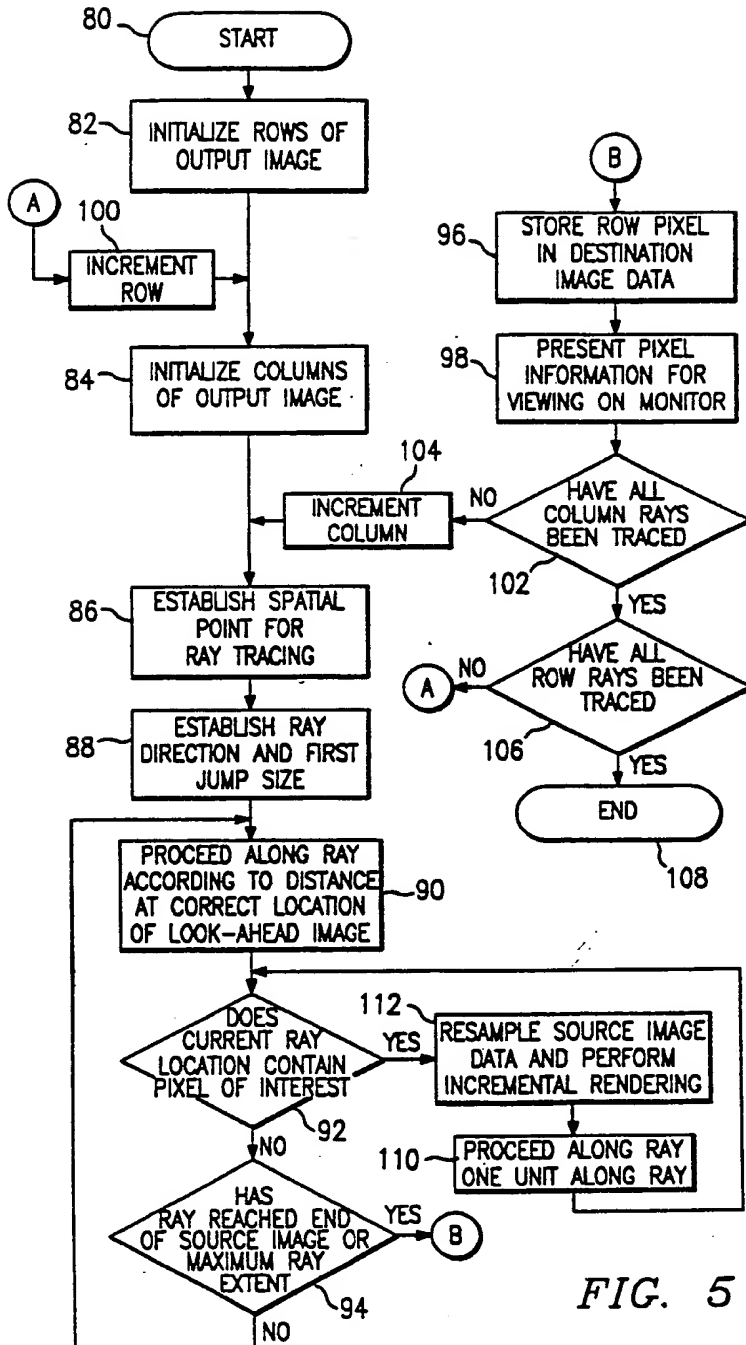 80
START
82
INITIALIZE ROWS OF
OUTPUT IMAGE
A
100
INCREMENT
ROW
84
INITIALIZE COLUMNS
OF OUTPUT IMAGE
86
ESTABLISH SPATIAL
POINT FOR
RAY TRACING
88
ESTABLISH RAY
DIRECTION AND FIRST
JUMP SIZE
PROCEED ALONG RAY
ACCORDING TO DISTANCE
AT CORRECT LOCATION
OF LOOK-AHEAD IMAGE
90
DOES
CURRENT RAY
LOCATION CONTAIN
PIXEL OF INTEREST
92
YES
NO
112
RESAMPLE SOURCE IMAGE
DATA AND PERFORM
INCREMENTAL RENDERING
110
PROCEED ALONG RAY
ONE UNIT ALONG RAY
HAS
RAY REACHED END
OF SOURCE IMAGE OR
MAXIMUM RAY
EXTENT
94
YES
B
NO
B
96
STORE ROW PIXEL
IN DESTINATION
IMAGE DATA
98
PRESENT PIXEL
INFORMATION FOR
VIEWING ON MONITOR
HAVE ALL
COLUMN RAYS
BEEN TRACED
102
NO
104
INCREMENT
COLUMN
YES
HAVE ALL
ROW RAYS BEEN
TRACED
106
NO
A
YES
END
108
FIG. 5